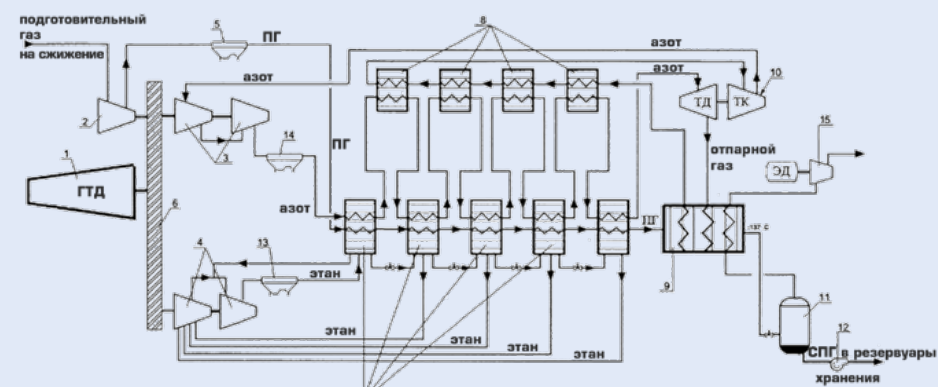 подготовительный
газ
на сжижение
5
ПГ
азот
8
азот
азот
10
ТД
ТК
2
3
14
ПГ
15
ЭД
отпарной
газ
1
ГТД
6
азот
ПГ
4
13
этан
этан
9
11
12
этан
этан
этан
этан
СПГ в резервуары
хранения